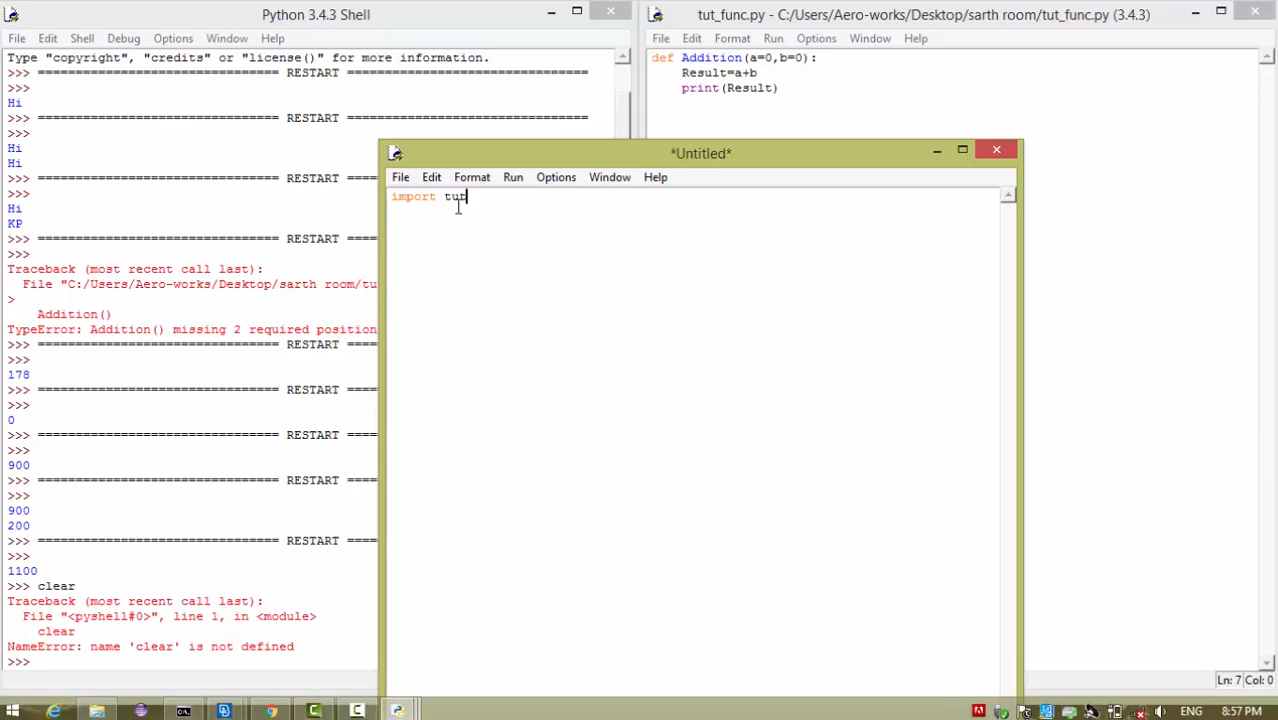 Python 3.4.3 Shell
File Edit Shell Debug Options Window Help
Type "copyright", "credits" or "license()" for more information.
>>> ================================ RESTART ================================
>>>
Hi
>>> ================================ RESTART ================================
>>>
Hi
Hi
>>> ================================ RESTART ====
>>>
Hi
KP
>>> ================================ RESTART ====
>>>
Traceback (most recent call last):
File "C:/Users/Aero-works/Desktop/sarth room/tu
>
Addition()
TypeError: Addition() missing 2 required position
>>> ================================ RESTART ====
>>>
178
>>> ================================ RESTART ====
>>>
0
>>> ================================ RESTART ====
>>>
900
>>> ================================ RESTART ====
>>>
900
200
>>> ================================ RESTART ====
>>>
1100
>>> clear
Traceback (most recent call last):
File "<pyshell#0>", line 1, in <module>
clear
NameError: name 'clear' is not defined
>>>
tut_func.py - C:/Users/Aero-works/Desktop/sarth room/tut_func.py (3.4.3)
File Edit Format Run Options Window Help
def Addition(a=0,b=0):
Result=a+b
print(Result)
Ln: 7 Col: 0
*Untitled*
File Edit Format Run Options Window Help
import tut
ENG 8:57 PM